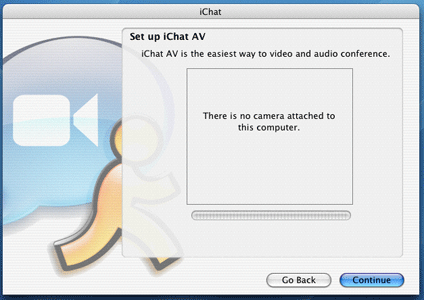 iChat
Set up iChat AV
iChat AV is the easiest way to video and audio conference.
There is no camera attached to
this computer.
Go Back
Continue